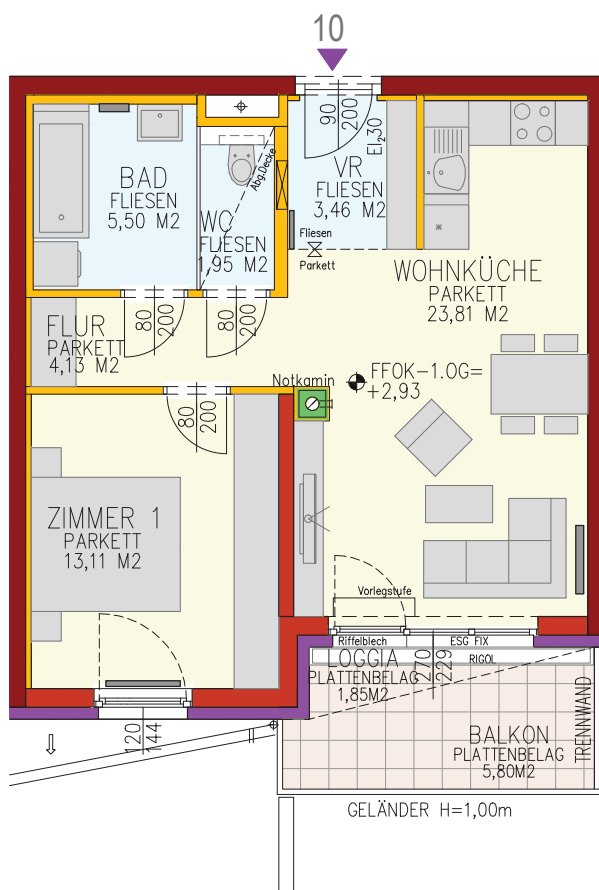 10
90
200
EI₂30
BAD
FLIESEN
5,50 M2
WC
FLIESEN
1,95 M2
Abg.Decke
VR
FLIESEN
3,46 M2
Fliesen
Parkett
WOHNKÜCHE
PARKETT
23,81 M2
FLUR
PARKETT
4,13 M2
80
200
80
200
80
200
Notkamin
FFOK-1.OG=
+2,93
ZIMMER 1
PARKETT
13,11 M2
Vorlegstufe
Riffelblech
ESG FIX
RIGOL
LOGGIA
PLATTENBELAG
1,85M2
270
229
TRENNWAND
BALKON
PLATTENBELAG
5,80M2
120
144
GELÄNDER H=1,00m